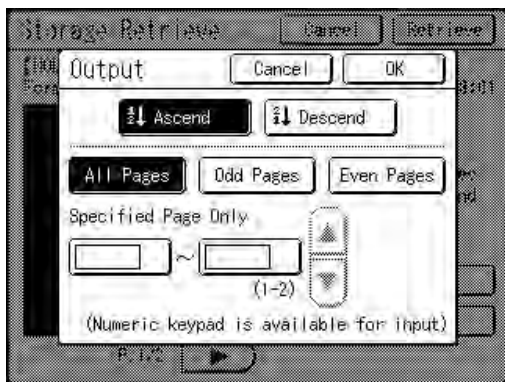 Storage Retrieve Cancel Retrieve
Output Cancel OK
Ascend Descend
All Pages Odd Pages Even Pages
Specified Page Only
~
(1-2)
(Numeric keypad is available for input)
P. 1/2